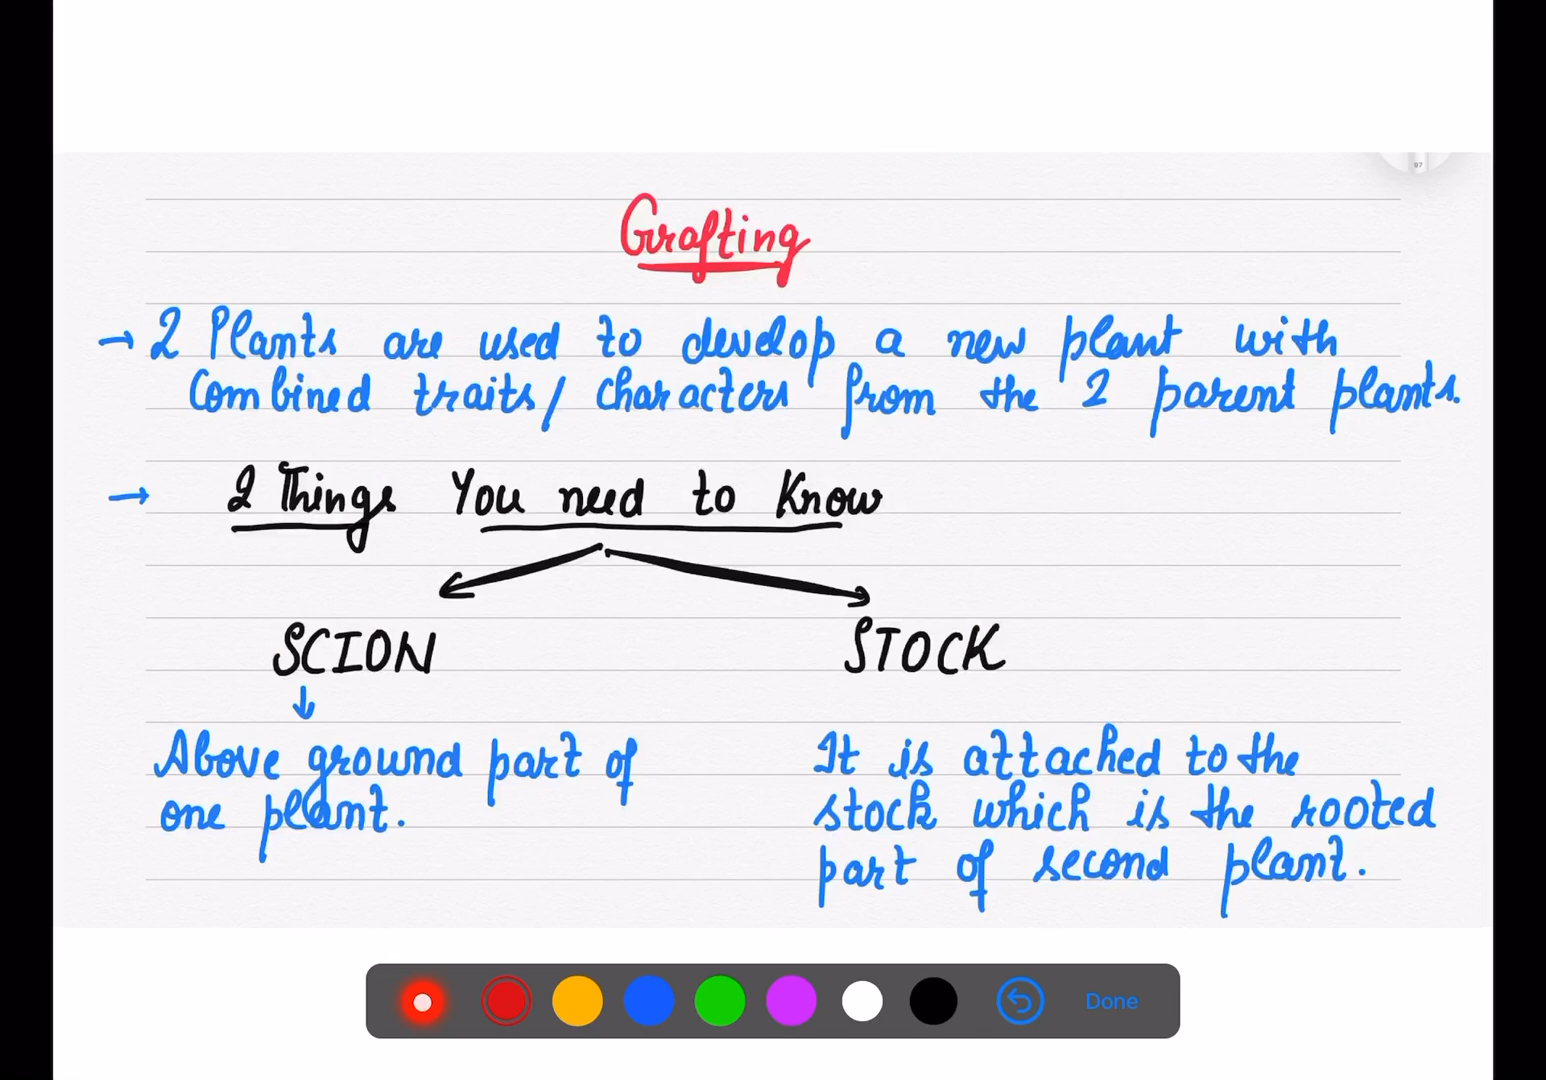 97
Grafting
→ 2 Plants are used to develop a new plant with
Combined traits/ characters from the 2 parent plants.
→ 2 Things You need to Know
SCION STOCK
Above ground part of
one plant.
It is attached to the
stock which is the rooted
part of second plant.
Done